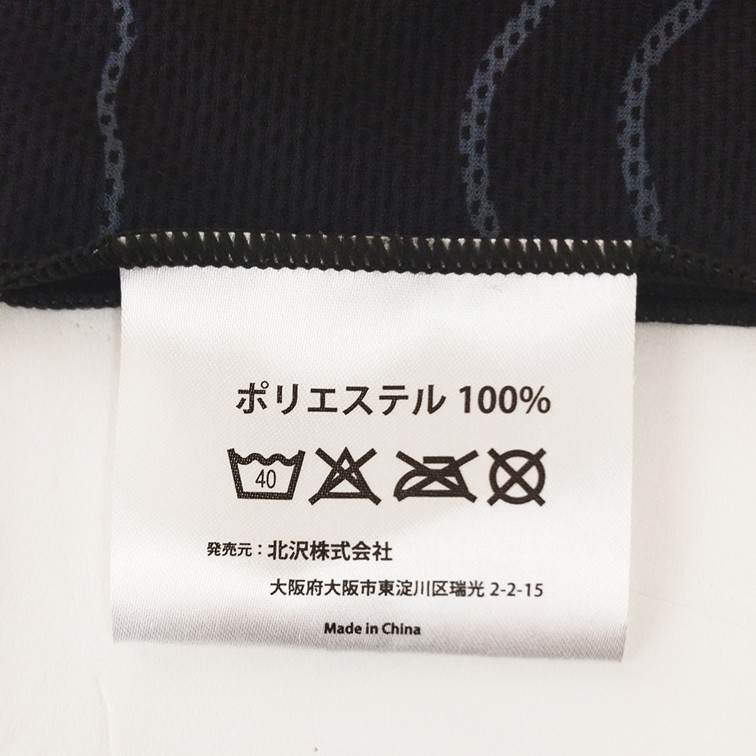 ポリエステル 100%
40
発売元：北沢株式会社
大阪府大阪市東淀川区瑞光 2-2-15
Made in China